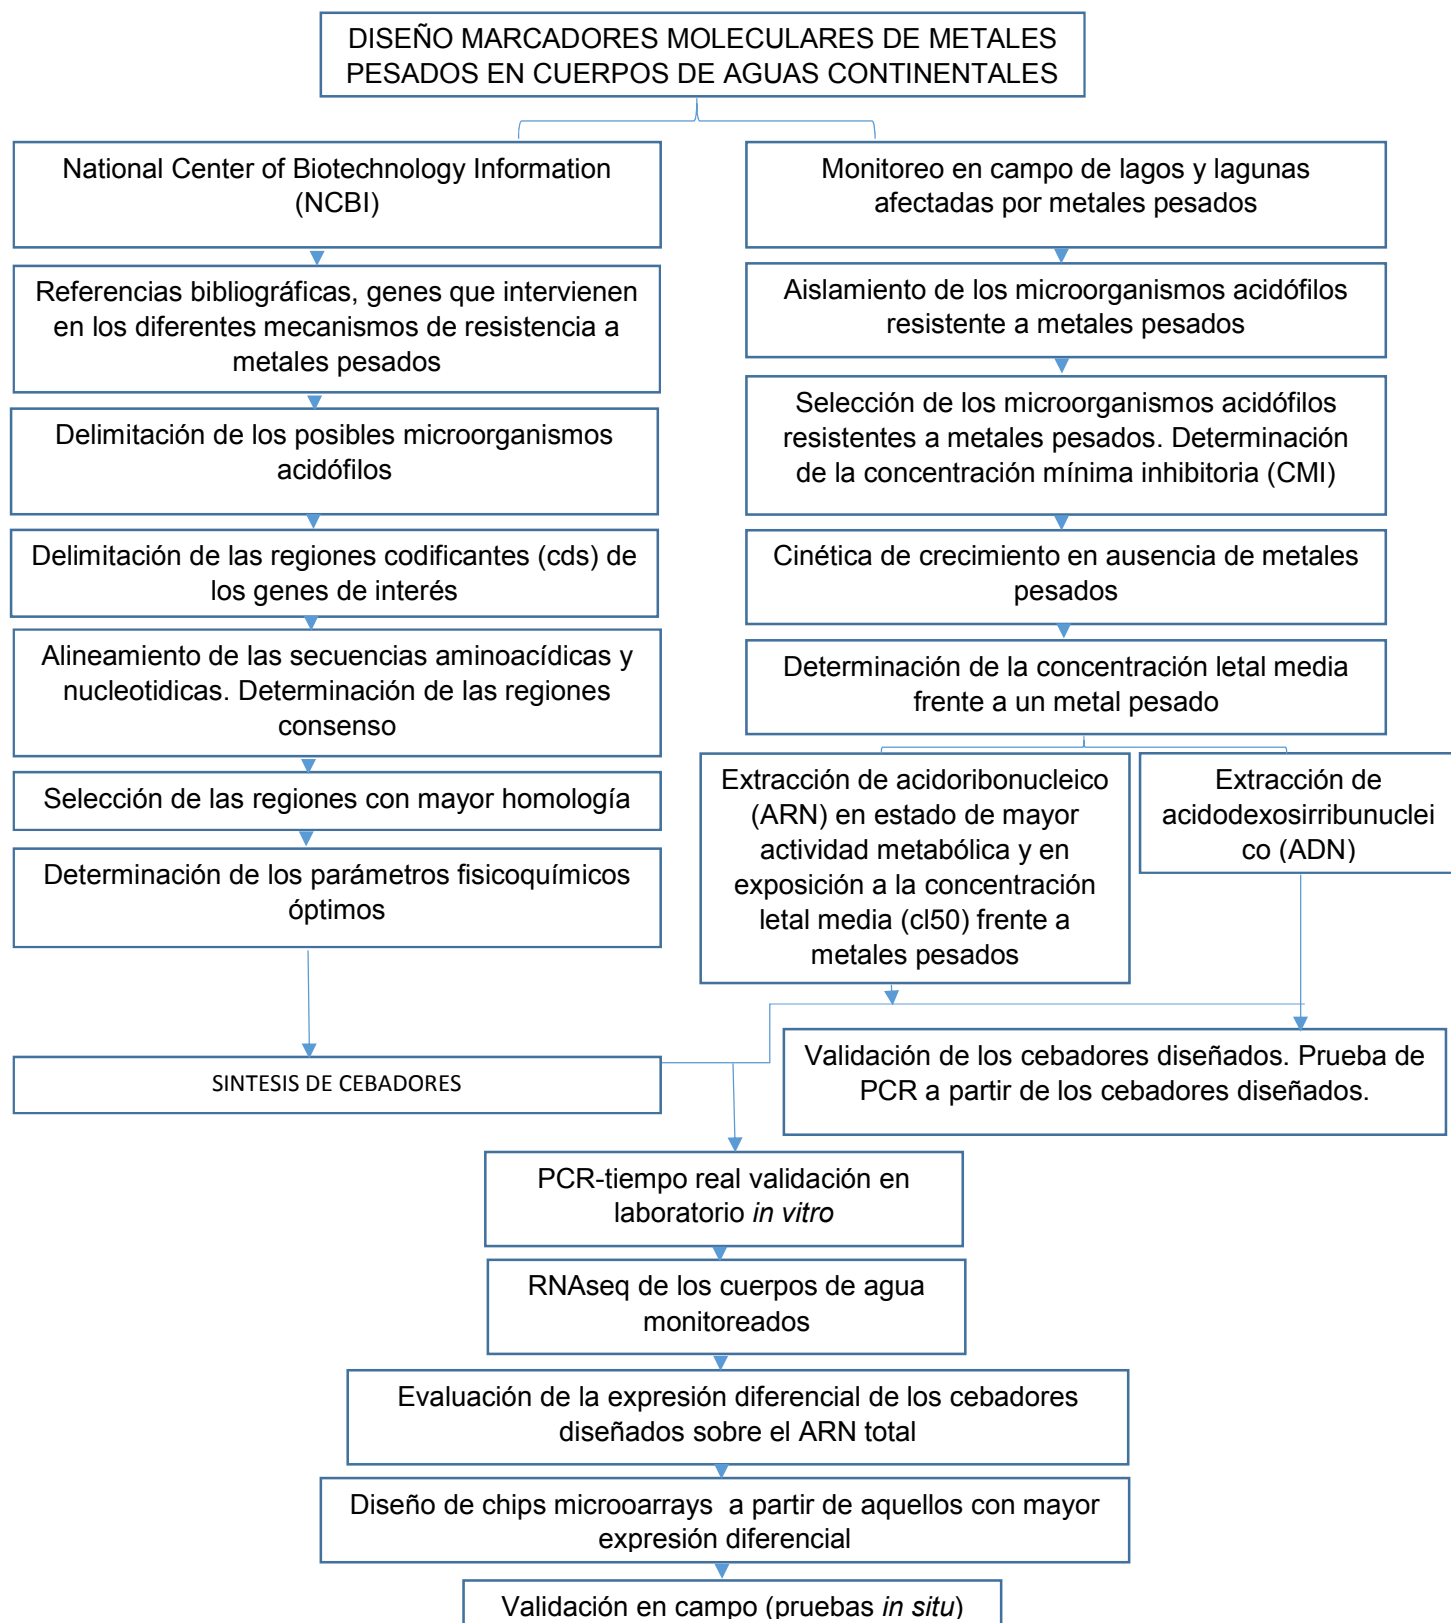 DISEÑO MARCADORES MOLECULARES DE METALES
PESADOS EN CUERPOS DE AGUAS CONTINENTALES
National Center of Biotechnology Information
(NCBI)
Referencias bibliográficas, genes que intervienen
en los diferentes mecanismos de resistencia a
metales pesados
Delimitación de los posibles microorganismos
acidófilos
Delimitación de las regiones codificantes (cds) de
los genes de interés
Alineamiento de las secuencias aminoacídicas y
nucleotidicas. Determinación de las regiones
consenso
Selección de las regiones con mayor homología
Determinación de los parámetros fisicoquímicos
óptimos
SINTESIS DE CEBADORES
Monitoreo en campo de lagos y lagunas
afectadas por metales pesados
Aislamiento de los microorganismos acidófilos
resistente a metales pesados
Selección de los microorganismos acidófilos
resistentes a metales pesados. Determinación
de la concentración mínima inhibitoria (CMI)
Cinética de crecimiento en ausencia de metales
pesados
Determinación de la concentración letal media
frente a un metal pesado
Extracción de acidoribonucleico
(ARN) en estado de mayor
actividad metabólica y en
exposición a la concentración
letal media (cl50) frente a
metales pesados
Extracción de
acidodexosirribunuclei
co (ADN)
Validación de los cebadores diseñados. Prueba de
PCR a partir de los cebadores diseñados.
PCR-tiempo real validación en
laboratorio in vitro
RNAseq de los cuerpos de agua
monitoreados
Evaluación de la expresión diferencial de los cebadores
diseñados sobre el ARN total
Diseño de chips microoarrays a partir de aquellos con mayor
expresión diferencial
Validación en campo (pruebas in situ)